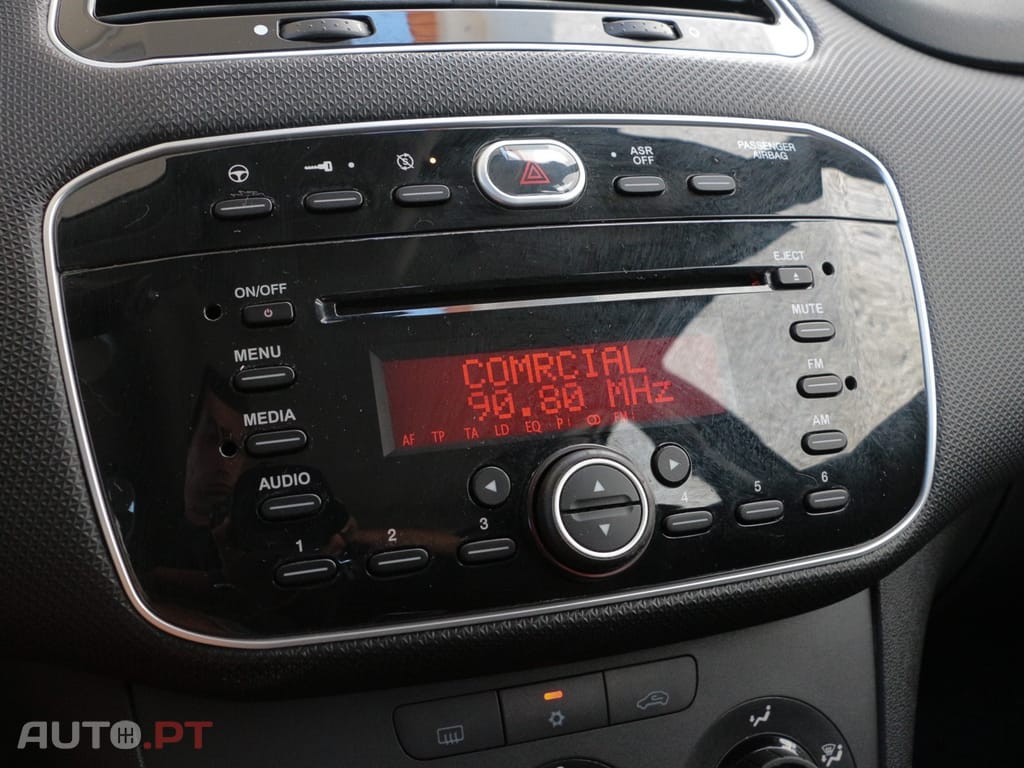 ASR
OFF
PASSENGER
AIRBAG
EJECT
ON/OFF
MUTE
MENU
COMRCIAL
FM
90.80 MHz
MEDIA
AF TP TA LD EQ P
AM
AUDIO
1 2 3 4 5 6
AUTO.PT